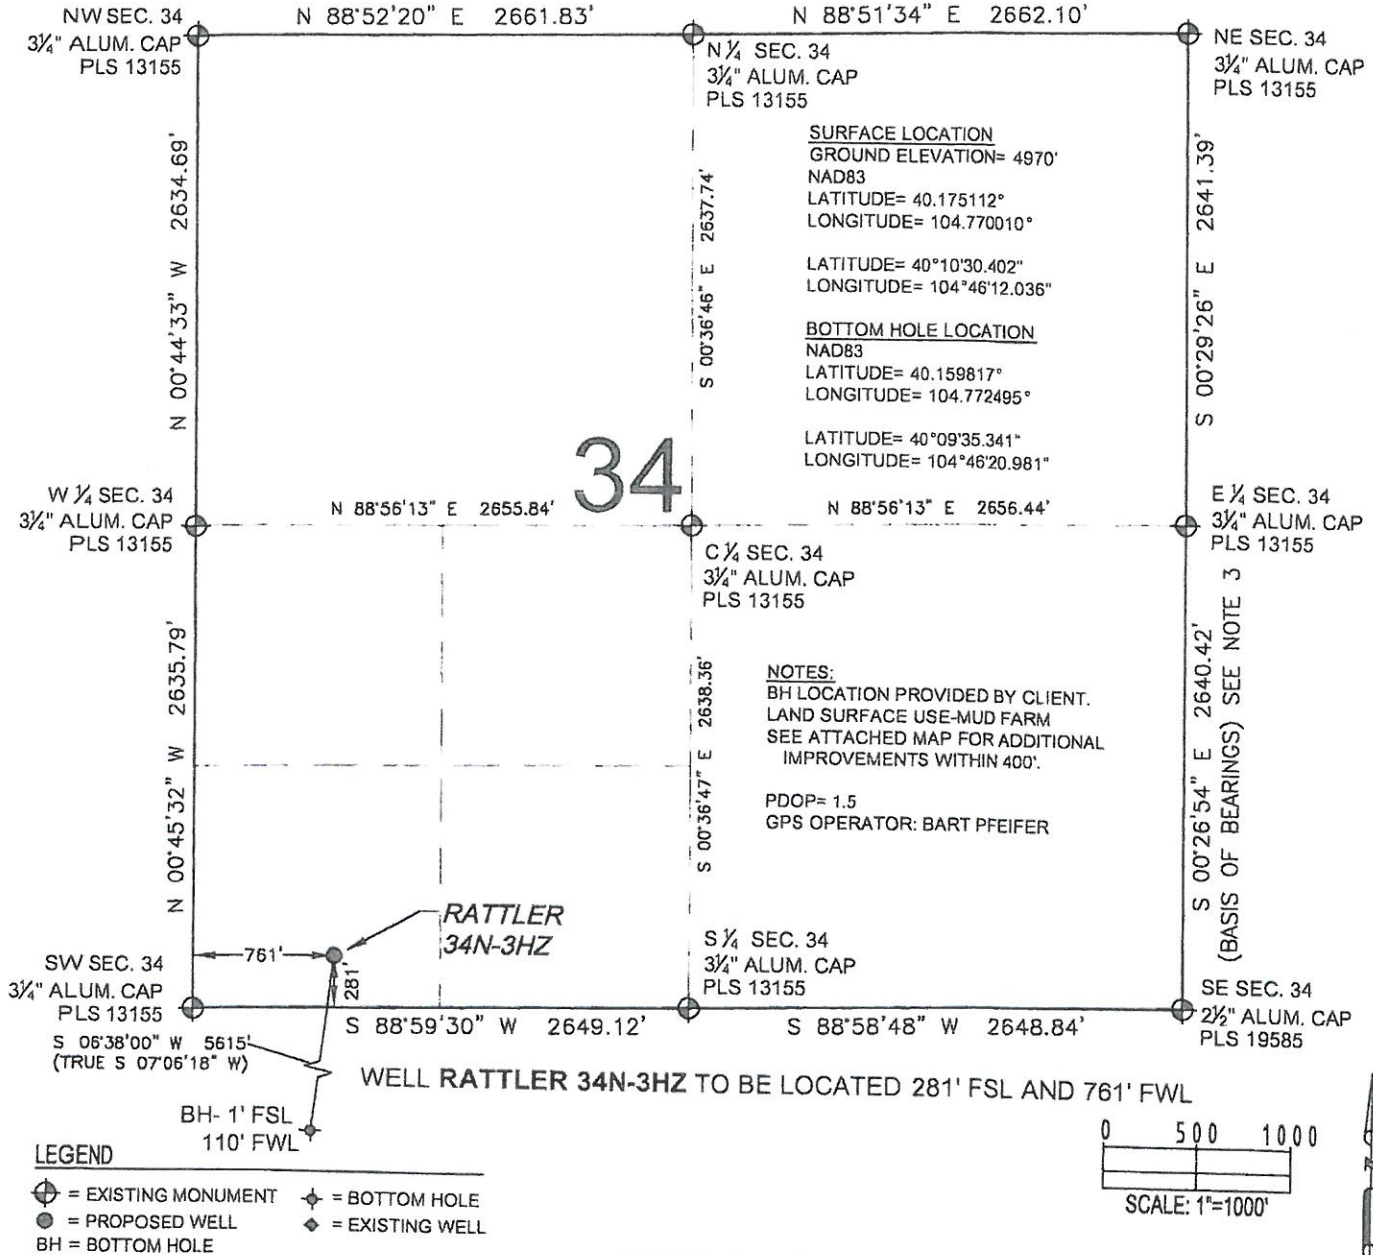 N 88°52'20" E 2661.83'
N 88°51'34" E 2662.10'
NW SEC. 34
3¼" ALUM. CAP
PLS 13155
N ¼ SEC. 34
3¼" ALUM. CAP
PLS 13155
NE SEC. 34
3¼" ALUM. CAP
PLS 13155
N 00°44'33" W 2634.69'
S 00°36'46" E 2637.74'
S 00°29'26" E 2641.39'
SURFACE LOCATION
GROUND ELEVATION= 4970'
NAD83
LATITUDE= 40.175112°
LONGITUDE= 104.770010°
LATITUDE= 40°10'30.402"
LONGITUDE= 104°46'12.036"
BOTTOM HOLE LOCATION
NAD83
LATITUDE= 40.159817°
LONGITUDE= 104.772495°
LATITUDE= 40°09'35.341"
LONGITUDE= 104°46'20.981"
34
W ¼ SEC. 34
3¼" ALUM. CAP
PLS 13155
N 88°56'13" E 2655.84'
N 88°56'13" E 2656.44'
E ¼ SEC. 34
3¼" ALUM. CAP
PLS 13155
C ¼ SEC. 34
3¼" ALUM. CAP
PLS 13155
N 00°45'32" W 2635.79'
S 00°36'47" E 2638.36'
S 00°26'54" E 2640.42'
(BASIS OF BEARINGS) SEE NOTE 3
NOTES:
BH LOCATION PROVIDED BY CLIENT.
LAND SURFACE USE-MUD FARM
SEE ATTACHED MAP FOR ADDITIONAL
IMPROVEMENTS WITHIN 400'.
PDOP= 1.5
GPS OPERATOR: BART PFEIFER
RATTLER
34N-3HZ
761'
281'
SW SEC. 34
3¼" ALUM. CAP
PLS 13155
S ¼ SEC. 34
3¼" ALUM. CAP
PLS 13155
SE SEC. 34
2½" ALUM. CAP
PLS 19585
S 88°59'30" W 2649.12'
S 88°58'48" W 2648.84'
S 06°38'00" W 5615'
(TRUE S 07°06'18" W)
WELL RATTLER 34N-3HZ TO BE LOCATED 281' FSL AND 761' FWL
BH- 1' FSL
110' FWL
0 500 1000
SCALE: 1"=1000'
LEGEND
= EXISTING MONUMENT
= BOTTOM HOLE
= PROPOSED WELL
= EXISTING WELL
BH = BOTTOM HOLE